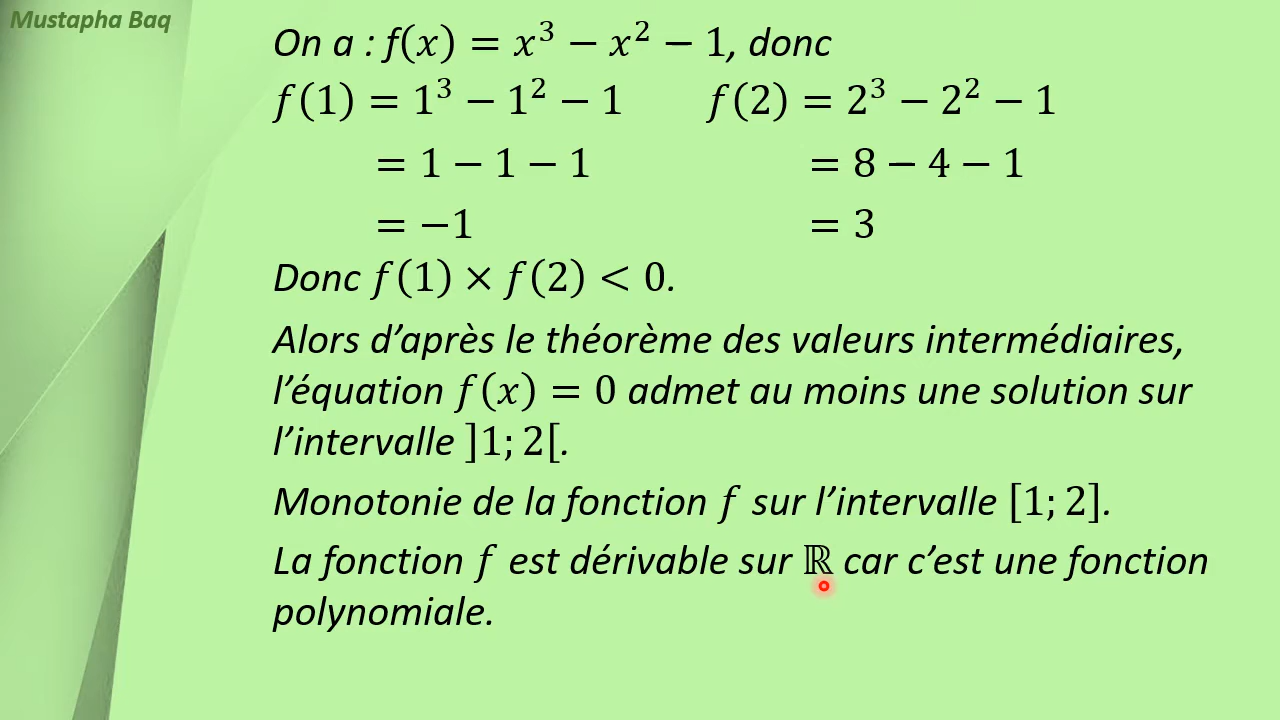 Mustapha Baq
On a : f(x) = x³ − x² − 1, donc
f(1) = 1³ − 1² − 1 f(2) = 2³ − 2² − 1
= 1 − 1 − 1 = 8 − 4 − 1
= −1 = 3
Donc f(1) × f(2) < 0.
Alors d’après le théorème des valeurs intermédiaires,
l’équation f(x) = 0 admet au moins une solution sur
l’intervalle ]1; 2[.
Monotonie de la fonction f sur l’intervalle [1; 2].
La fonction f est dérivable sur ℝ car c’est une fonction
polynomiale.